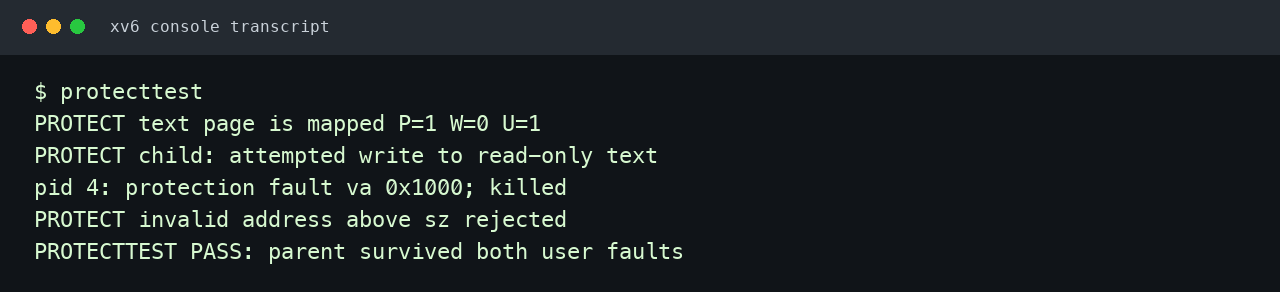 xv6 console transcript
$ protecttest
PROTECT text page is mapped P=1 W=0 U=1
PROTECT child: attempted write to read−only text
pid 4: protection fault va 0x1000; killed
PROTECT invalid address above sz rejected
PROTECTTEST PASS: parent survived both user faults